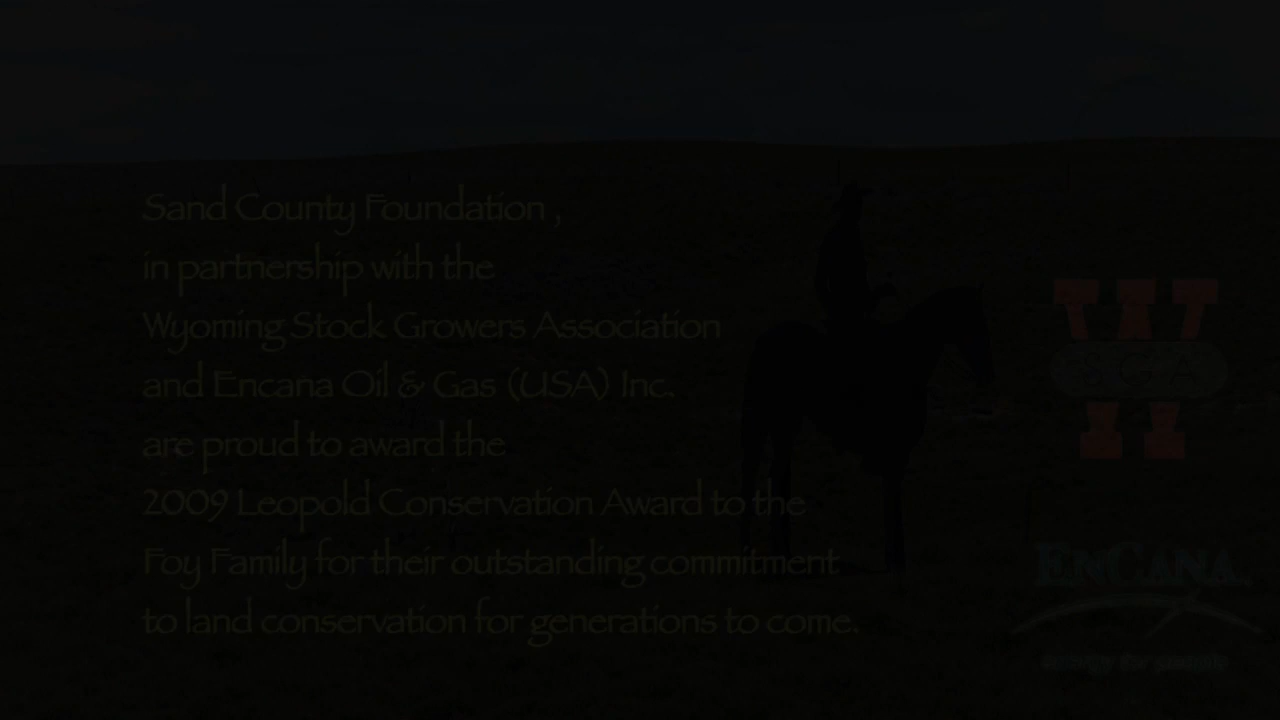 Sand County Foundation ,
in partnership with the
Wyoming Stock Growers Association
and Encana Oil & Gas (USA) Inc.
are proud to award the
2009 Leopold Conservation Award to the
Foy Family for their outstanding commitment
to land conservation for generations to come.
W
SGA
ENCANA